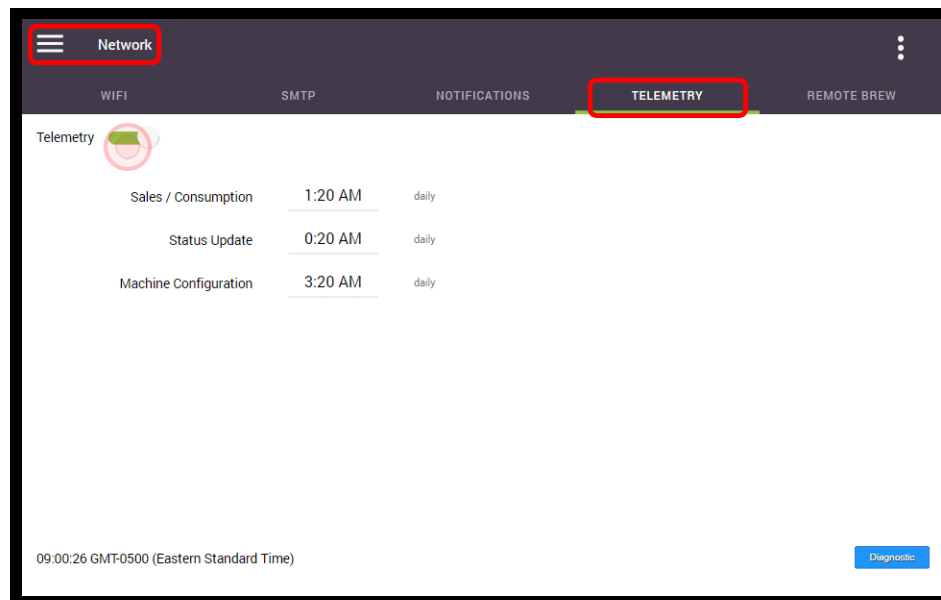 Network
WIFI SMTP NOTIFICATIONS TELEMETRY REMOTE BREW
Telemetry
Sales / Consumption 1:20 AM daily
Status Update 0:20 AM daily
Machine Configuration 3:20 AM daily
09:00:26 GMT-0500 (Eastern Standard Time) Diagnostic